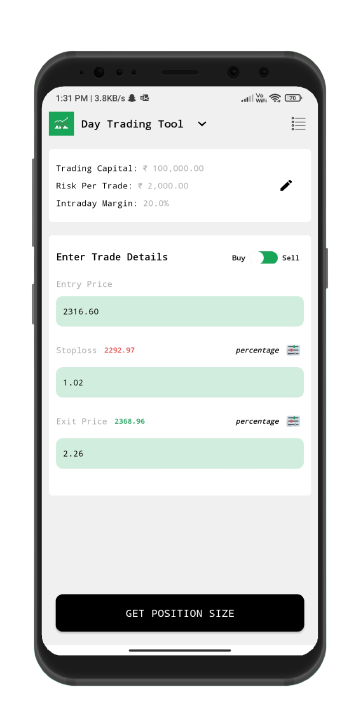 1:31 PM | 3.8KB/s
Vo
WiFi
70
Day Trading Tool
Trading Capital: ₹ 100,000.00
Risk Per Trade: ₹ 2,000.00
Intraday Margin: 20.0%
Enter Trade Details
Buy
Sell
Entry Price
2316.60
Stoploss 2292.97
percentage
1.02
Exit Price 2368.96
percentage
2.26
GET POSITION SIZE